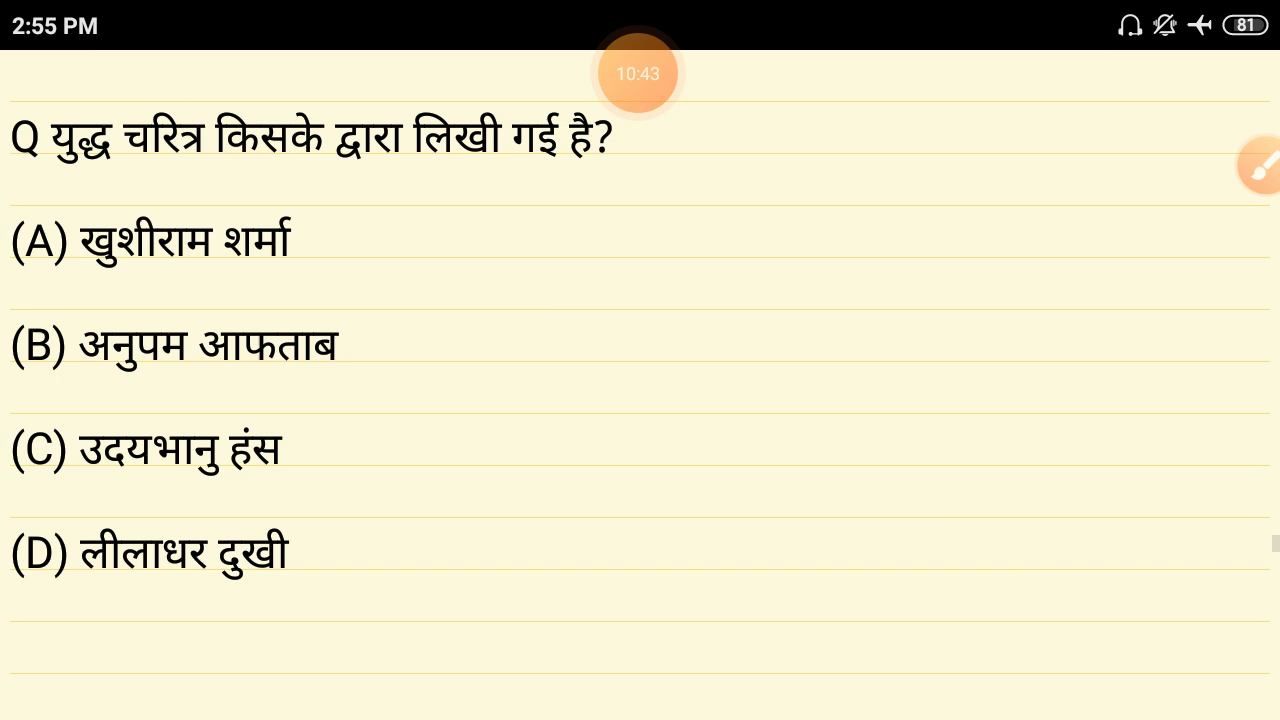 2:55 PM
81
10:43
Q युद्ध चरित्र किसके द्वारा लिखी गई है?
(A) खुशीराम शर्मा
(B) अनुपम आफताब
(C) उदयभानु हंस
(D) लीलाधर दुखी